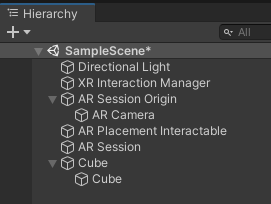 Hierarchy
All
SampleScene*
Directional Light
XR Interaction Manager
AR Session Origin
AR Camera
AR Placement Interactable
AR Session
Cube
Cube